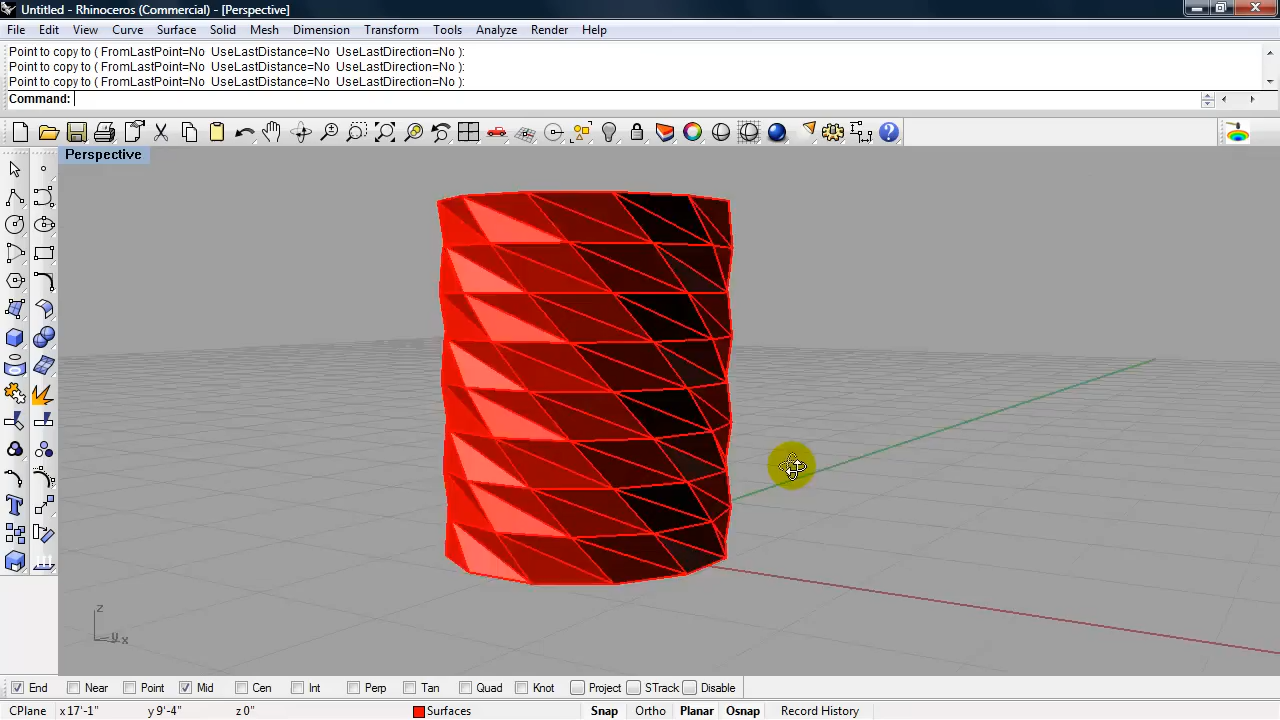 Untitled - Rhinoceros (Commercial) - [Perspective]
File Edit View Curve Surface Solid Mesh Dimension Transform Tools Analyze Render Help
Point to copy to ( FromLastPoint=No UseLastDistance=No UseLastDirection=No ):
Point to copy to ( FromLastPoint=No UseLastDistance=No UseLastDirection=No ):
Point to copy to ( FromLastPoint=No UseLastDistance=No UseLastDirection=No ):
Command:
Perspective
z
y x
End Near Point Mid Cen Int Perp Tan Quad Knot Project STrack Disable
CPlane x 17'-1" y 9'-4" z 0" Surfaces Snap Ortho Planar Osnap Record History